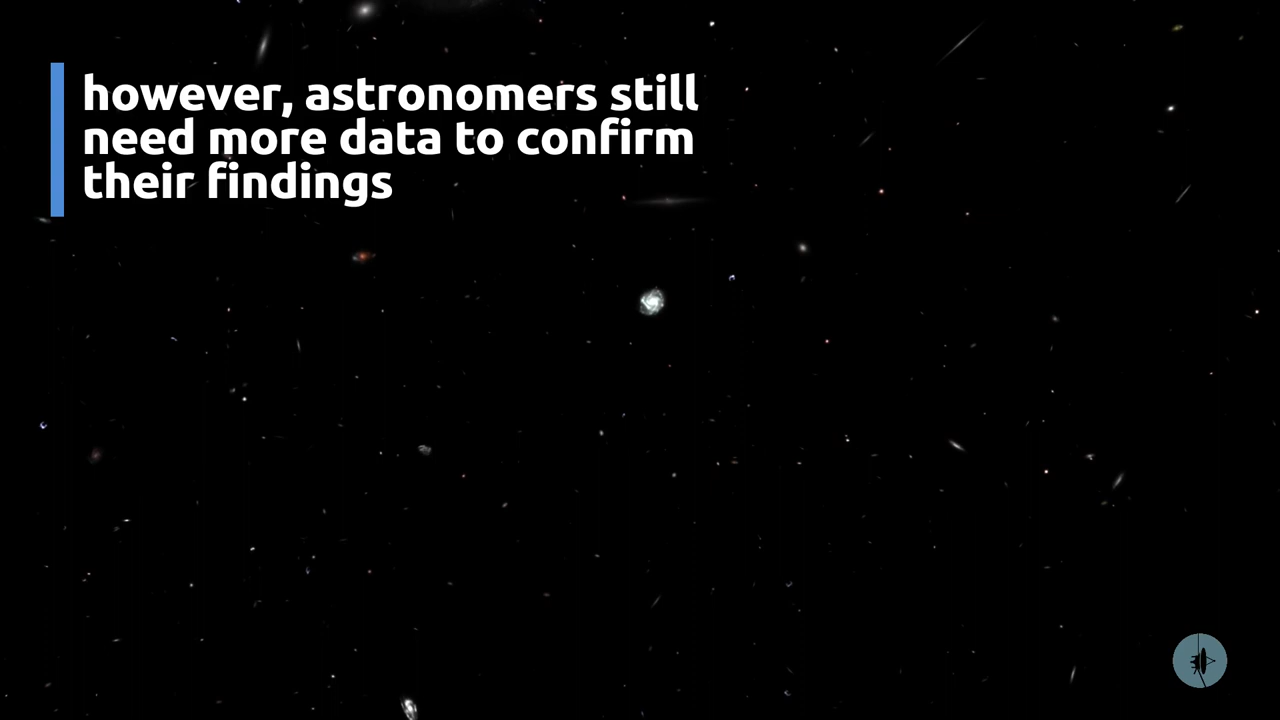 however, astronomers still
need more data to confirm
their findings